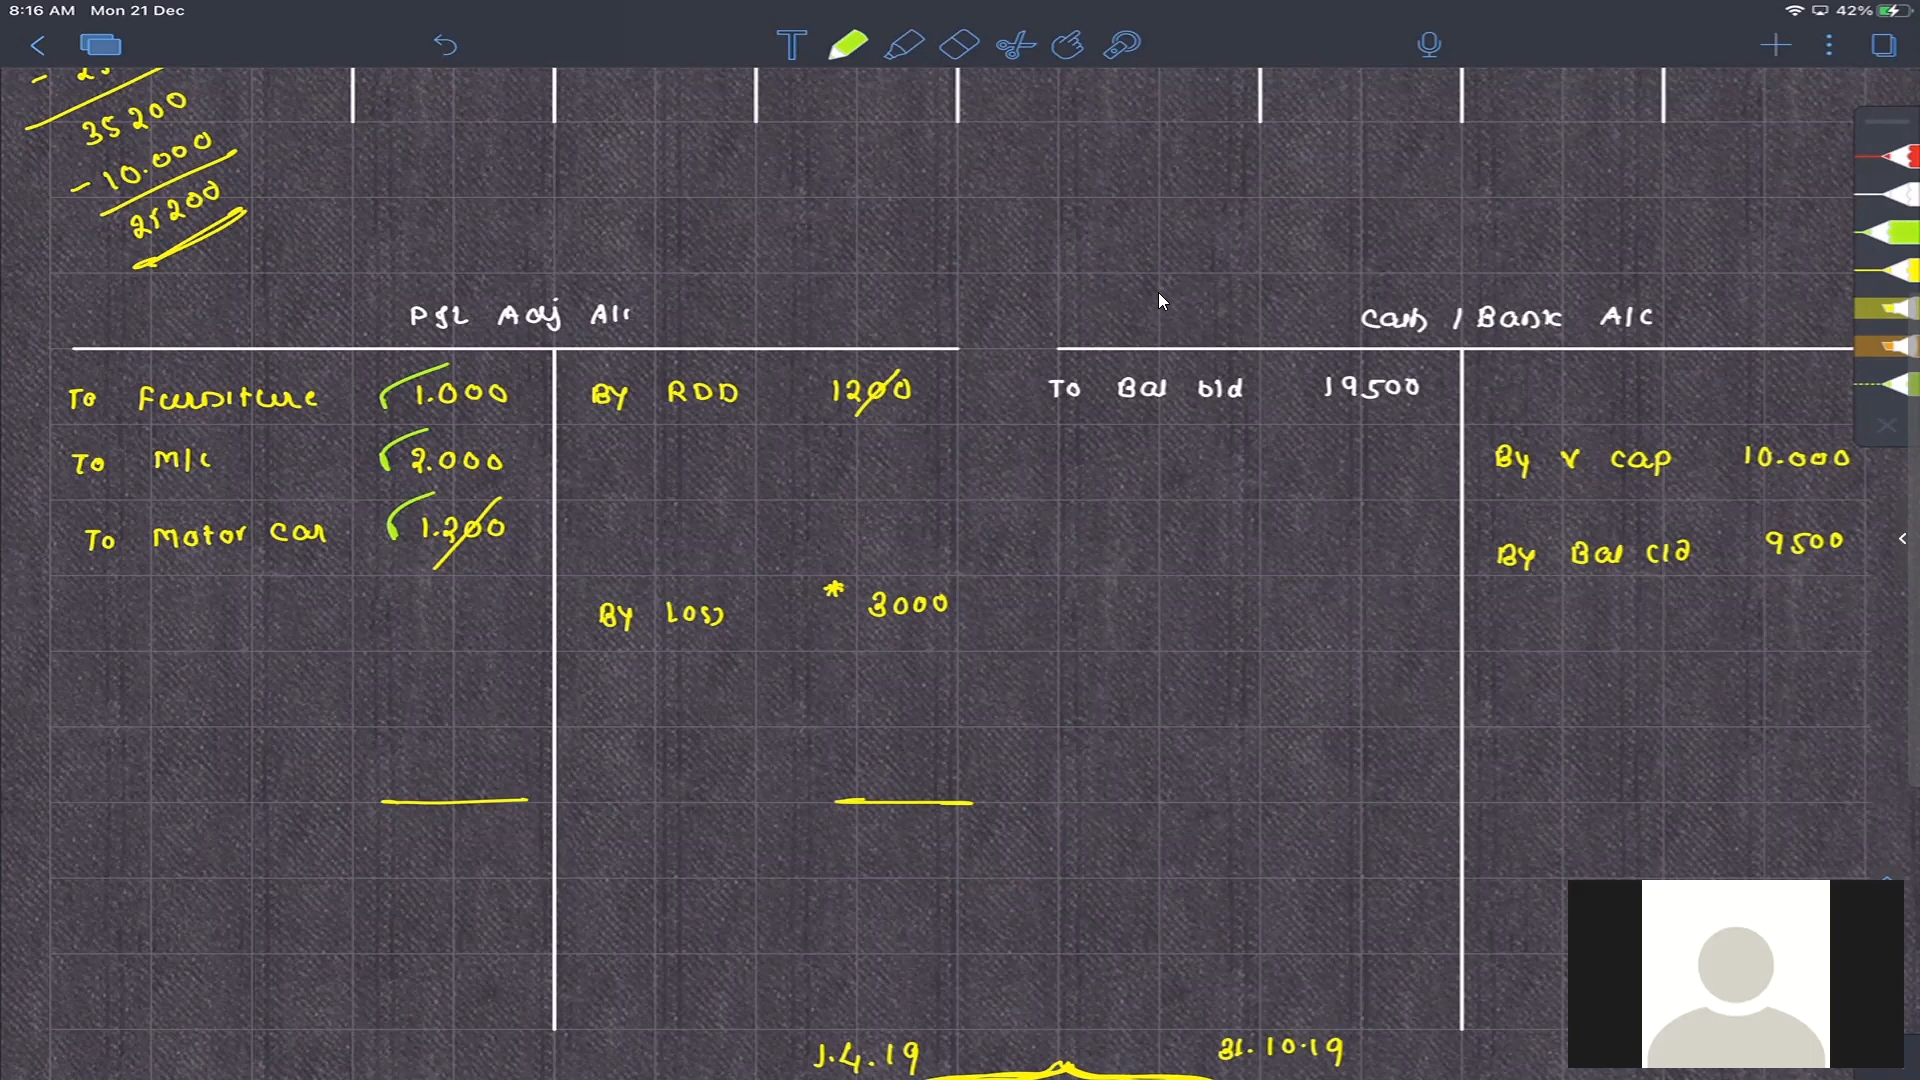 8:16 AM Mon 21 Dec
42%
35200
- 10.000
25200
P&L Adj A/c
To Furniture 1.000
By RDD 1200
To M/c 2.000
To Motor Car 1.200
By Loss * 3000
Cash / Bank A/c
To Bal b/d 19500
By V cap 10.000
By Bal c/d 9500
1.4.19
31.10.19